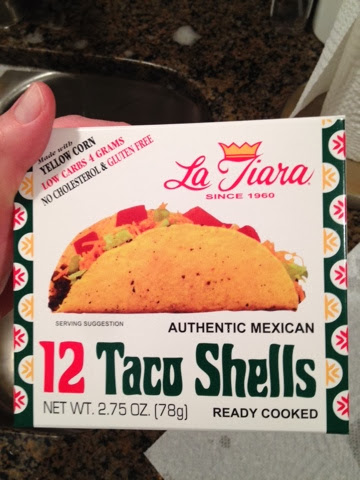 Made with
YELLOW CORN
LOW CARBS 4 GRAMS
NO CHOLESTEROL & GLUTEN FREE
La Tiara
SINCE 1960
SERVING SUGGESTION
AUTHENTIC MEXICAN
12 Taco Shells
NET WT. 2.75 OZ. (78g)
READY COOKED